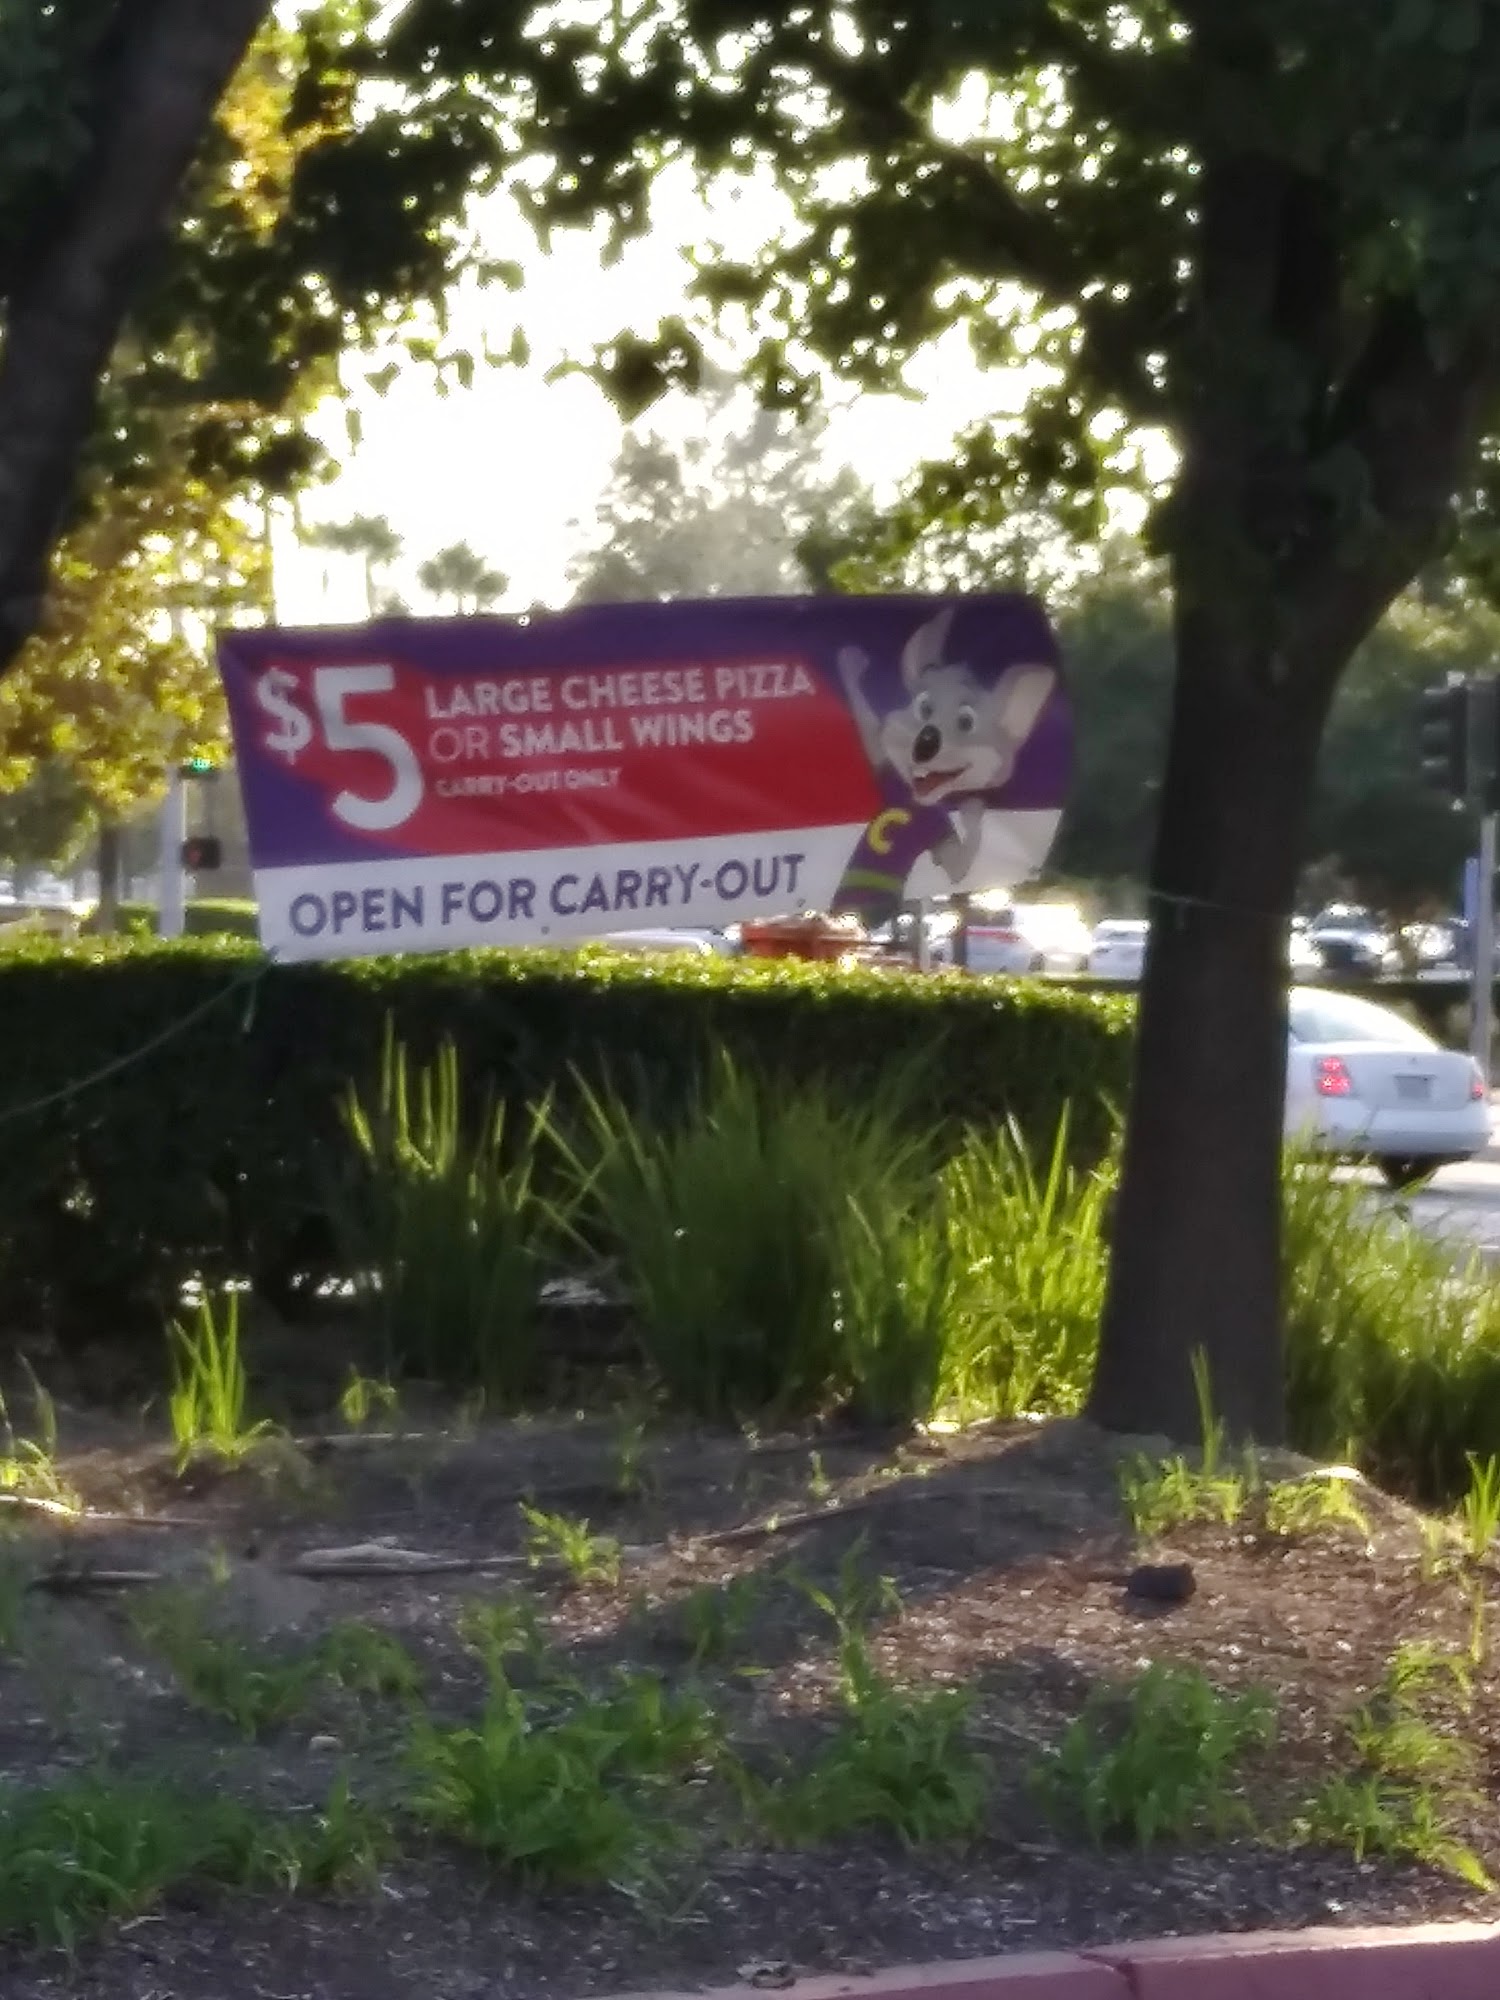 $5
LARGE CHEESE PIZZA
OR SMALL WINGS
CARRY-OUT ONLY
C
OPEN FOR CARRY-OUT